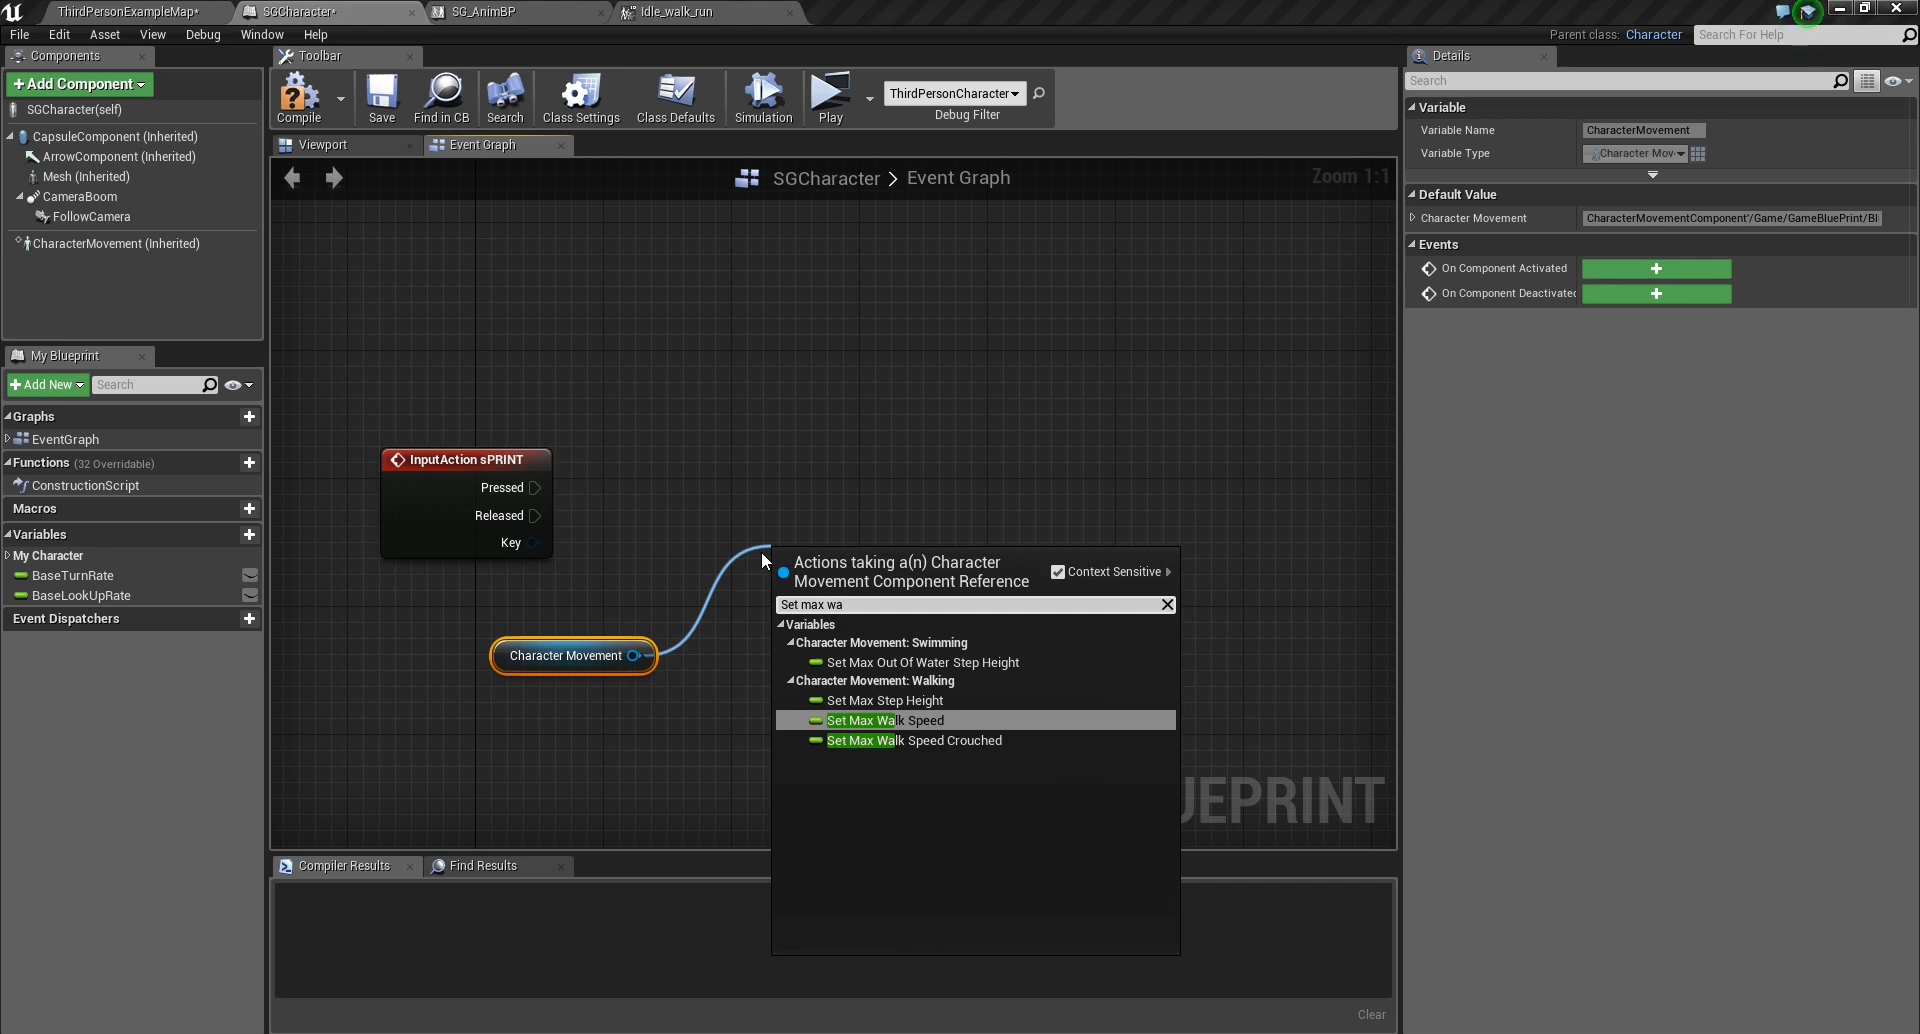 ThirdPersonExampleMap*
SGCharacter*
SG_AnimBP
Idle_walk_run
File Edit Asset View Debug Window Help
Parent class: Character
Search For Help
Components
Toolbar
Details
+ Add Component
SGCharacter(self)
CapsuleComponent (Inherited)
ArrowComponent (Inherited)
Mesh (Inherited)
CameraBoom
FollowCamera
CharacterMovement (Inherited)
Compile
Save
Find in CB
Search
Class Settings
Class Defaults
Simulation
Play
ThirdPersonCharacter
Debug Filter
Viewport
Event Graph
SGCharacter > Event Graph
Zoom 1:1
My Blueprint
+ Add New
Search
Graphs
EventGraph
Functions (32 Overridable)
ConstructionScript
Macros
Variables
My Character
BaseTurnRate
BaseLookUpRate
Event Dispatchers
InputAction sPRINT
Pressed
Released
Key
Character Movement
Actions taking a(n) Character
Movement Component Reference
Context Sensitive
Set max wa
Variables
Character Movement: Swimming
Set Max Out Of Water Step Height
Character Movement: Walking
Set Max Step Height
Set Max Walk Speed
Set Max Walk Speed Crouched
UEPRINT
Compiler Results
Find Results
Clear
Search
Variable
Variable Name CharacterMovement
Variable Type Character Mov
Default Value
Character Movement CharacterMovementComponent'/Game/GameBluePrint/Bl
Events
On Component Activated
On Component Deactivated